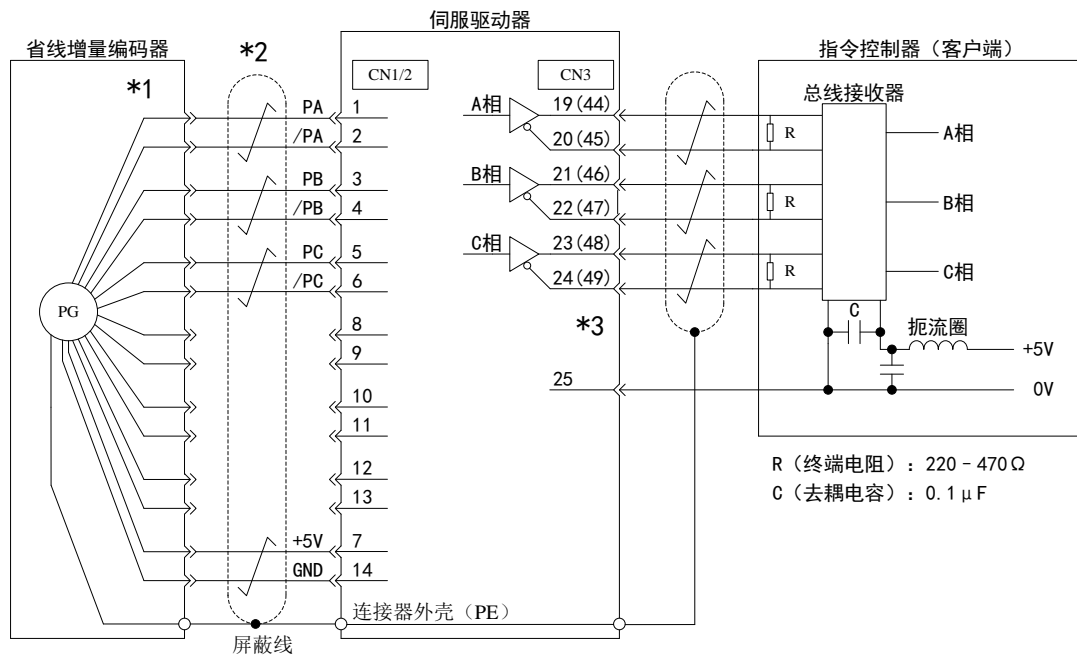 伺服驱动器
省线增量编码器
*2
指令控制器（客户端）
*1
CN1/2
CN3
总线接收器
PA
1
A相
19(44)
R
A相
/PA
2
20(45)
PB
3
B相
21(46)
R
B相
/PB
4
22(47)
PC
5
C相
23(48)
R
C相
/PC
6
24(49)
PG
*3
C
扼流圈
8
+5V
9
25
0V
10
11
R（终端电阻）：220-470Ω
12
C（去耦电容）：0.1μF
13
+5V
7
GND
14
连接器外壳（PE）
屏蔽线